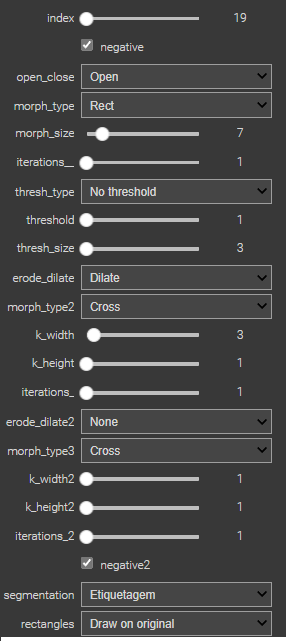 index 19
negative
open_close Open
morph_type Rect
morph_size 7
iterations__ 1
thresh_type No threshold
threshold 1
thresh_size 3
erode_dilate Dilate
morph_type2 Cross
k_width 3
k_height 1
iterations_ 1
erode_dilate2 None
morph_type3 Cross
k_width2 1
k_height2 1
iterations_2 1
negative2
segmentation Etiquetagem
rectangles Draw on original